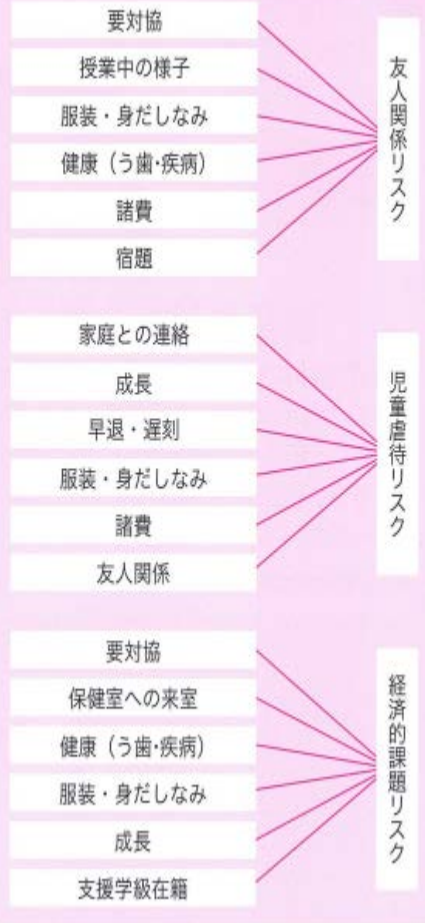 要対協
授業中の様子
服装・身だしなみ
健康（う歯・疾病）
諸費
宿題
友人関係リスク
家庭との連絡
成長
早退・遅刻
服装・身だしなみ
諸費
友人関係
児童虐待リスク
要対協
保健室への来室
健康（う歯・疾病）
服装・身だしなみ
成長
支援学級在籍
経済的課題リスク